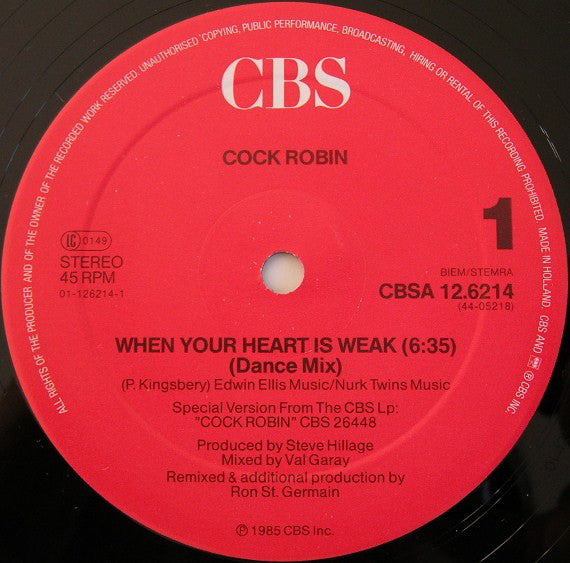 ALL RIGHTS OF THE PRODUCER AND OF THE OWNER OF THE RECORDED WORK RESERVED. UNAUTHORISED COPYING, PUBLIC PERFORMANCE, BROADCASTING, HIRING OR RENTAL OF THIS RECORDING PROHIBITED. MADE IN HOLLAND. CBS AND ® CBS INC.
CBS
COCK ROBIN
1
LC 0149
STEREO
45 RPM
01-126214-1
BIEM/STEMRA
CBSA 12.6214
(44-05218)
WHEN YOUR HEART IS WEAK (6:35)
(Dance Mix)
(P. Kingsbery) Edwin Ellis Music/Nurk Twins Music
Special Version From The CBS Lp:
"COCK ROBIN" CBS 26448
Produced by Steve Hillage
Mixed by Val Garay
Remixed & additional production by
Ron St. Germain
℗ 1985 CBS Inc.